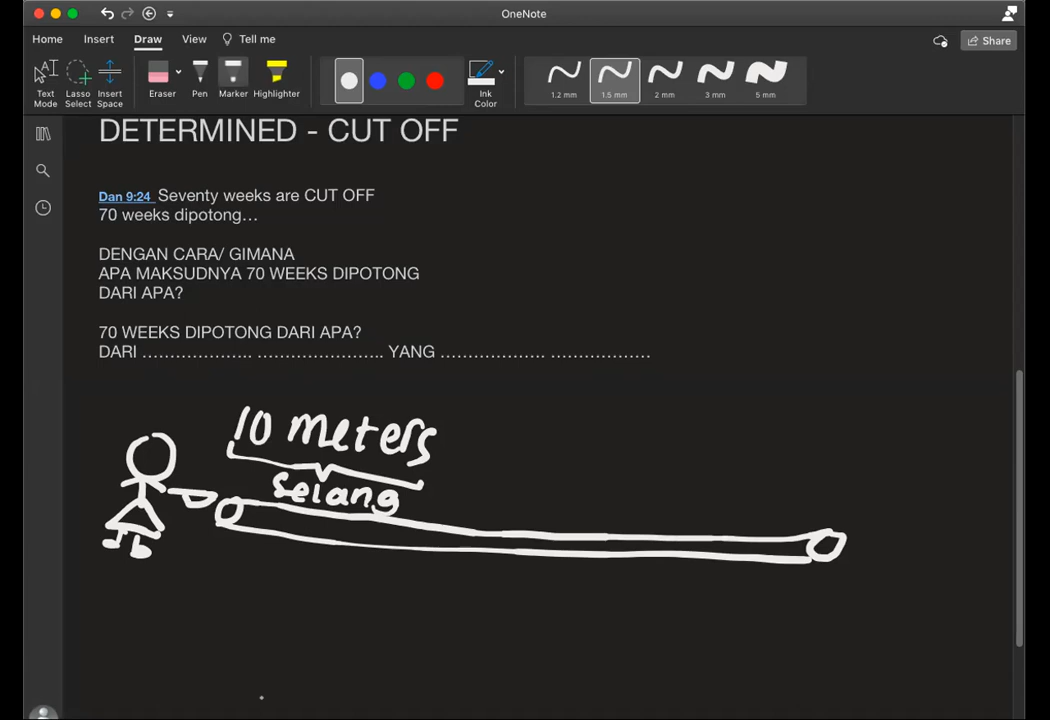 OneNote
Home Insert Draw View Tell me
Share
Text Mode
Lasso Select
Insert Space
Eraser
Pen
Marker
Highlighter
Ink Color
1.2 mm
1.5 mm
2 mm
3 mm
5 mm
DETERMINED - CUT OFF
Dan 9:24 Seventy weeks are CUT OFF
70 weeks dipotong...
DENGAN CARA/ GIMANA
APA MAKSUDNYA 70 WEEKS DIPOTONG
DARI APA?
70 WEEKS DIPOTONG DARI APA?
DARI ……………….. ………………….. YANG ………………. ………………
10 meters
selang